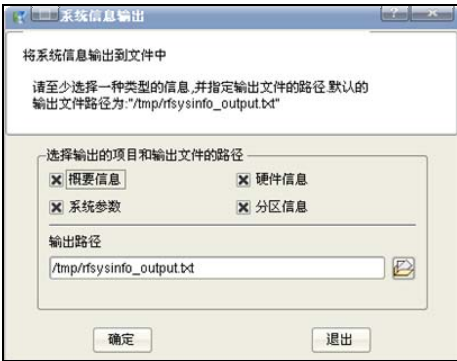 系统信息输出
将系统信息输出到文件中
请至少选择一种类型的信息,并指定输出文件的路径.默认的
输出文件路径为:"/tmp/rfsysinfo_output.txt"
选择输出的项目和输出文件的路径
概要信息
硬件信息
系统参数
分区信息
输出路径
/tmp/rfsysinfo_output.txt
确定
退出